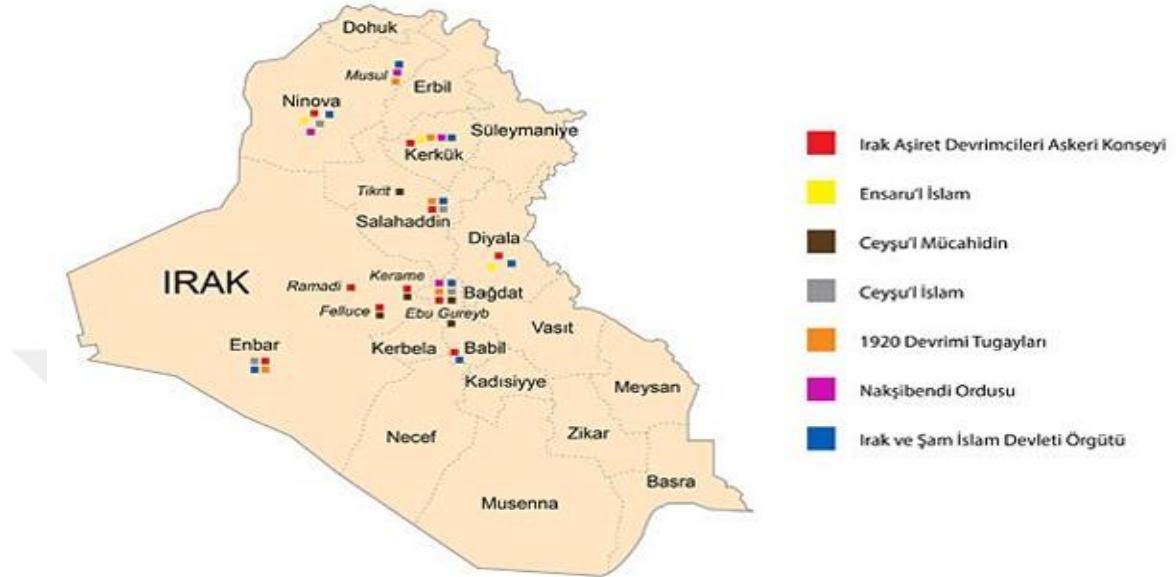 Dohuk
Musul
Erbil
Ninova
Süleymaniye
Kerkük
Tikrit
Salahaddin
Diyala
IRAK
Ramadi
Kerame
Bağdat
Felluce
Ebu Gureyb
Vasıt
Enbar
Kerbela
Babil
Kadısiyye
Meysan
Necef
Zikar
Basra
Musenna
Irak Aşiret Devrimcileri Askeri Konseyi
Ensaru'l İslam
Ceyşu'l Mücahidin
Ceyşu'l İslam
1920 Devrimi Tugayları
Nakşibendi Ordusu
Irak ve Şam İslam Devleti Örgütü